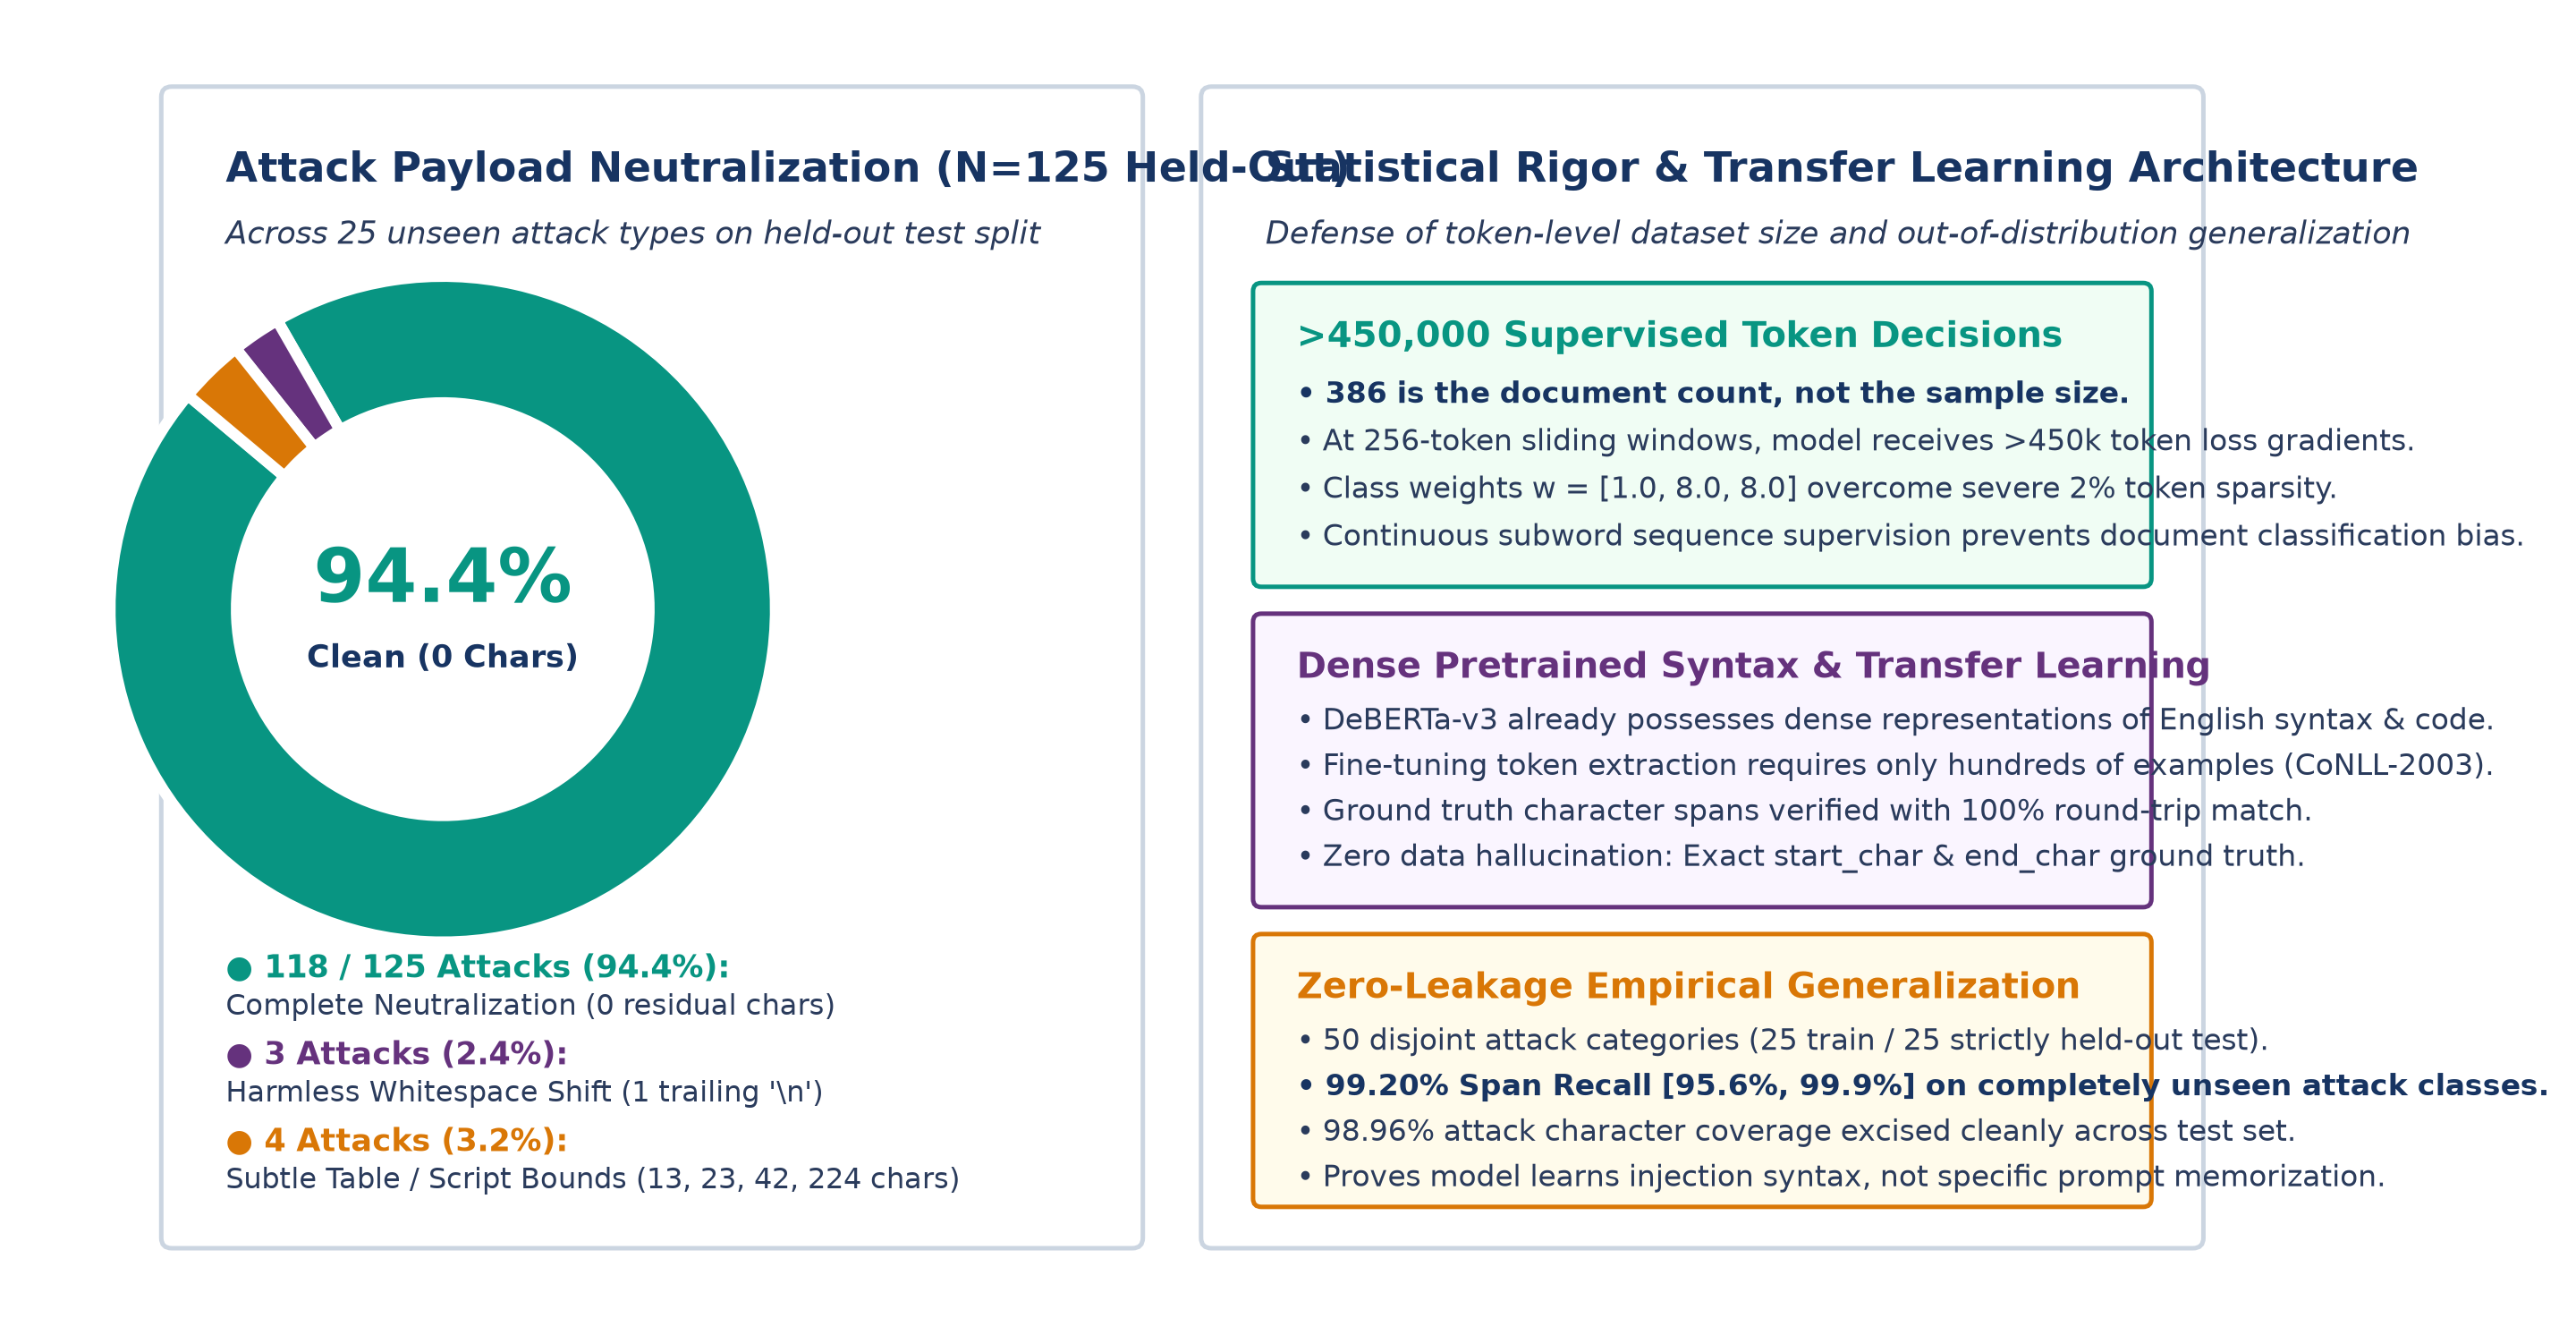 Attack Payload Neutralization (N=125 Held-Out)
Across 25 unseen attack types on held-out test split
94.4%
Clean (0 Chars)
● 118 / 125 Attacks (94.4%):
Complete Neutralization (0 residual chars)
● 3 Attacks (2.4%):
Harmless Whitespace Shift (1 trailing '\n')
● 4 Attacks (3.2%):
Subtle Table / Script Bounds (13, 23, 42, 224 chars)
Statistical Rigor & Transfer Learning Architecture
Defense of token-level dataset size and out-of-distribution generalization
>450,000 Supervised Token Decisions
• 386 is the document count, not the sample size.
• At 256-token sliding windows, model receives >450k token loss gradients.
• Class weights w = [1.0, 8.0, 8.0] overcome severe 2% token sparsity.
• Continuous subword sequence supervision prevents document classification bias.
Dense Pretrained Syntax & Transfer Learning
• DeBERTa-v3 already possesses dense representations of English syntax & code.
• Fine-tuning token extraction requires only hundreds of examples (CoNLL-2003).
• Ground truth character spans verified with 100% round-trip match.
• Zero data hallucination: Exact start_char & end_char ground truth.
Zero-Leakage Empirical Generalization
• 50 disjoint attack categories (25 train / 25 strictly held-out test).
• 99.20% Span Recall [95.6%, 99.9%] on completely unseen attack classes.
• 98.96% attack character coverage excised cleanly across test set.
• Proves model learns injection syntax, not specific prompt memorization.